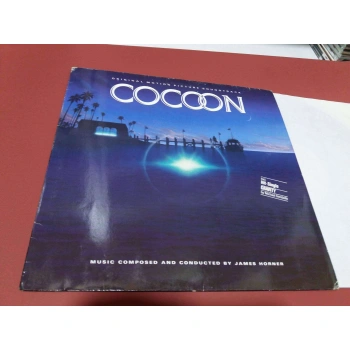 ORIGINAL MOTION PICTURE SOUNDTRACK
COCOON
MUSIC COMPOSED AND CONDUCTED BY JAMES HORNER